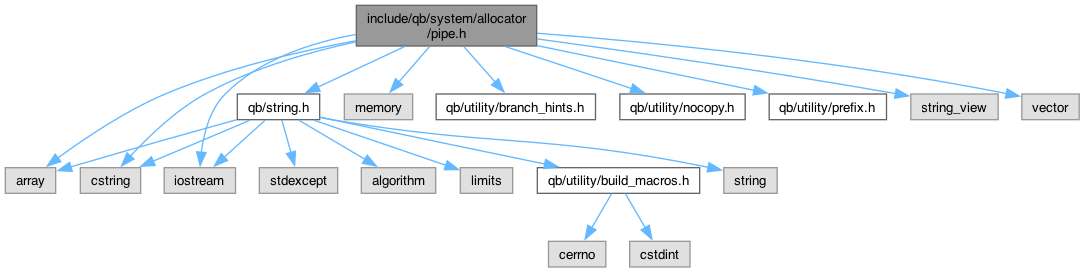 include/qb/system/allocator
/pipe.h
qb/string.h
memory
qb/utility/branch_hints.h
qb/utility/nocopy.h
qb/utility/prefix.h
string_view
vector
array
cstring
iostream
stdexcept
algorithm
limits
qb/utility/build_macros.h
string
cerrno
cstdint